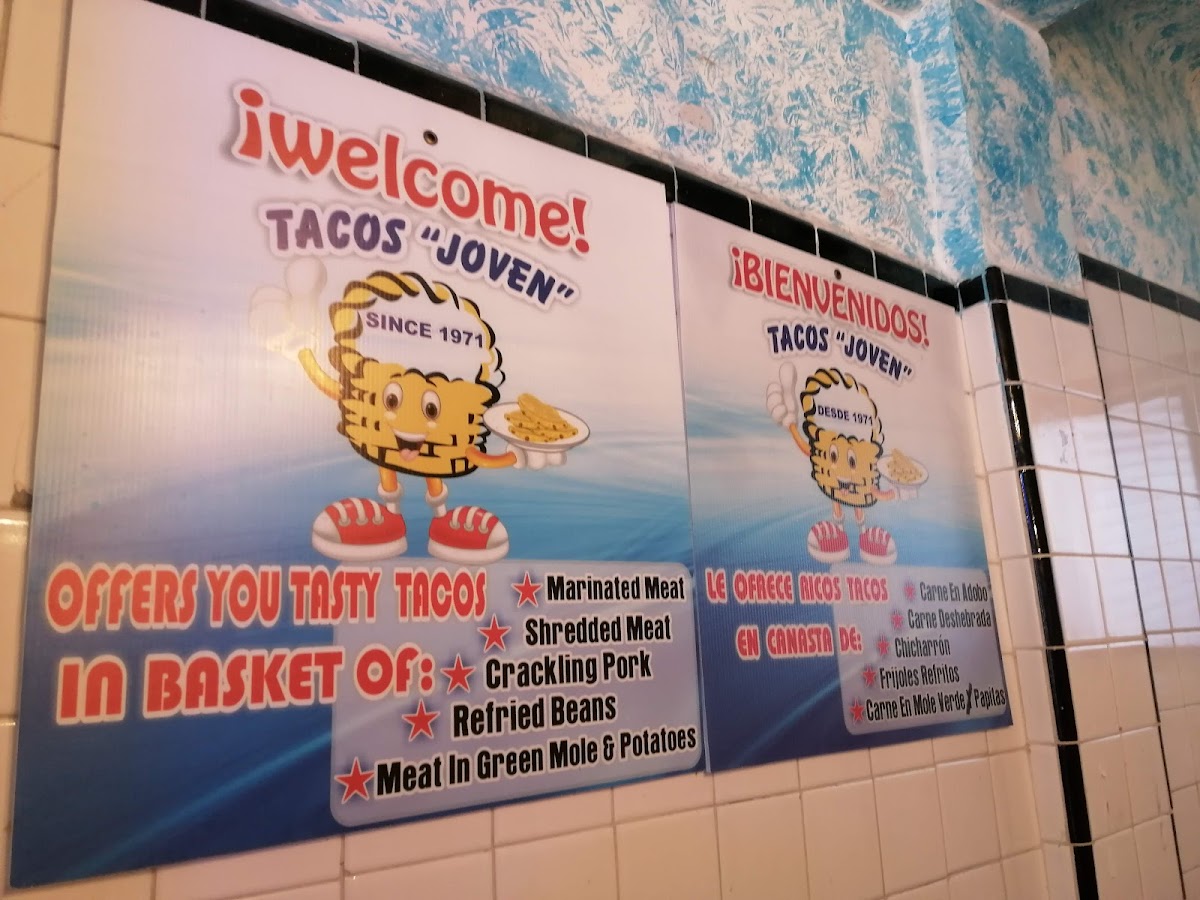 ¡welcome!
TACOS "JOVEN"
SINCE 1971
OFFERS YOU TASTY TACOS
IN BASKET OF:
Marinated Meat
Shredded Meat
Crackling Pork
Refried Beans
Meat In Green Mole & Potatoes
¡BIENVENIDOS!
TACOS "JOVEN"
DESDE 1971
LE OFRECE RICOS TACOS
EN CANASTA DE:
Carne En Adobo
Carne Deshebrada
Chicharrón
Frijoles Refritos
Carne En Mole Verde y Papitas